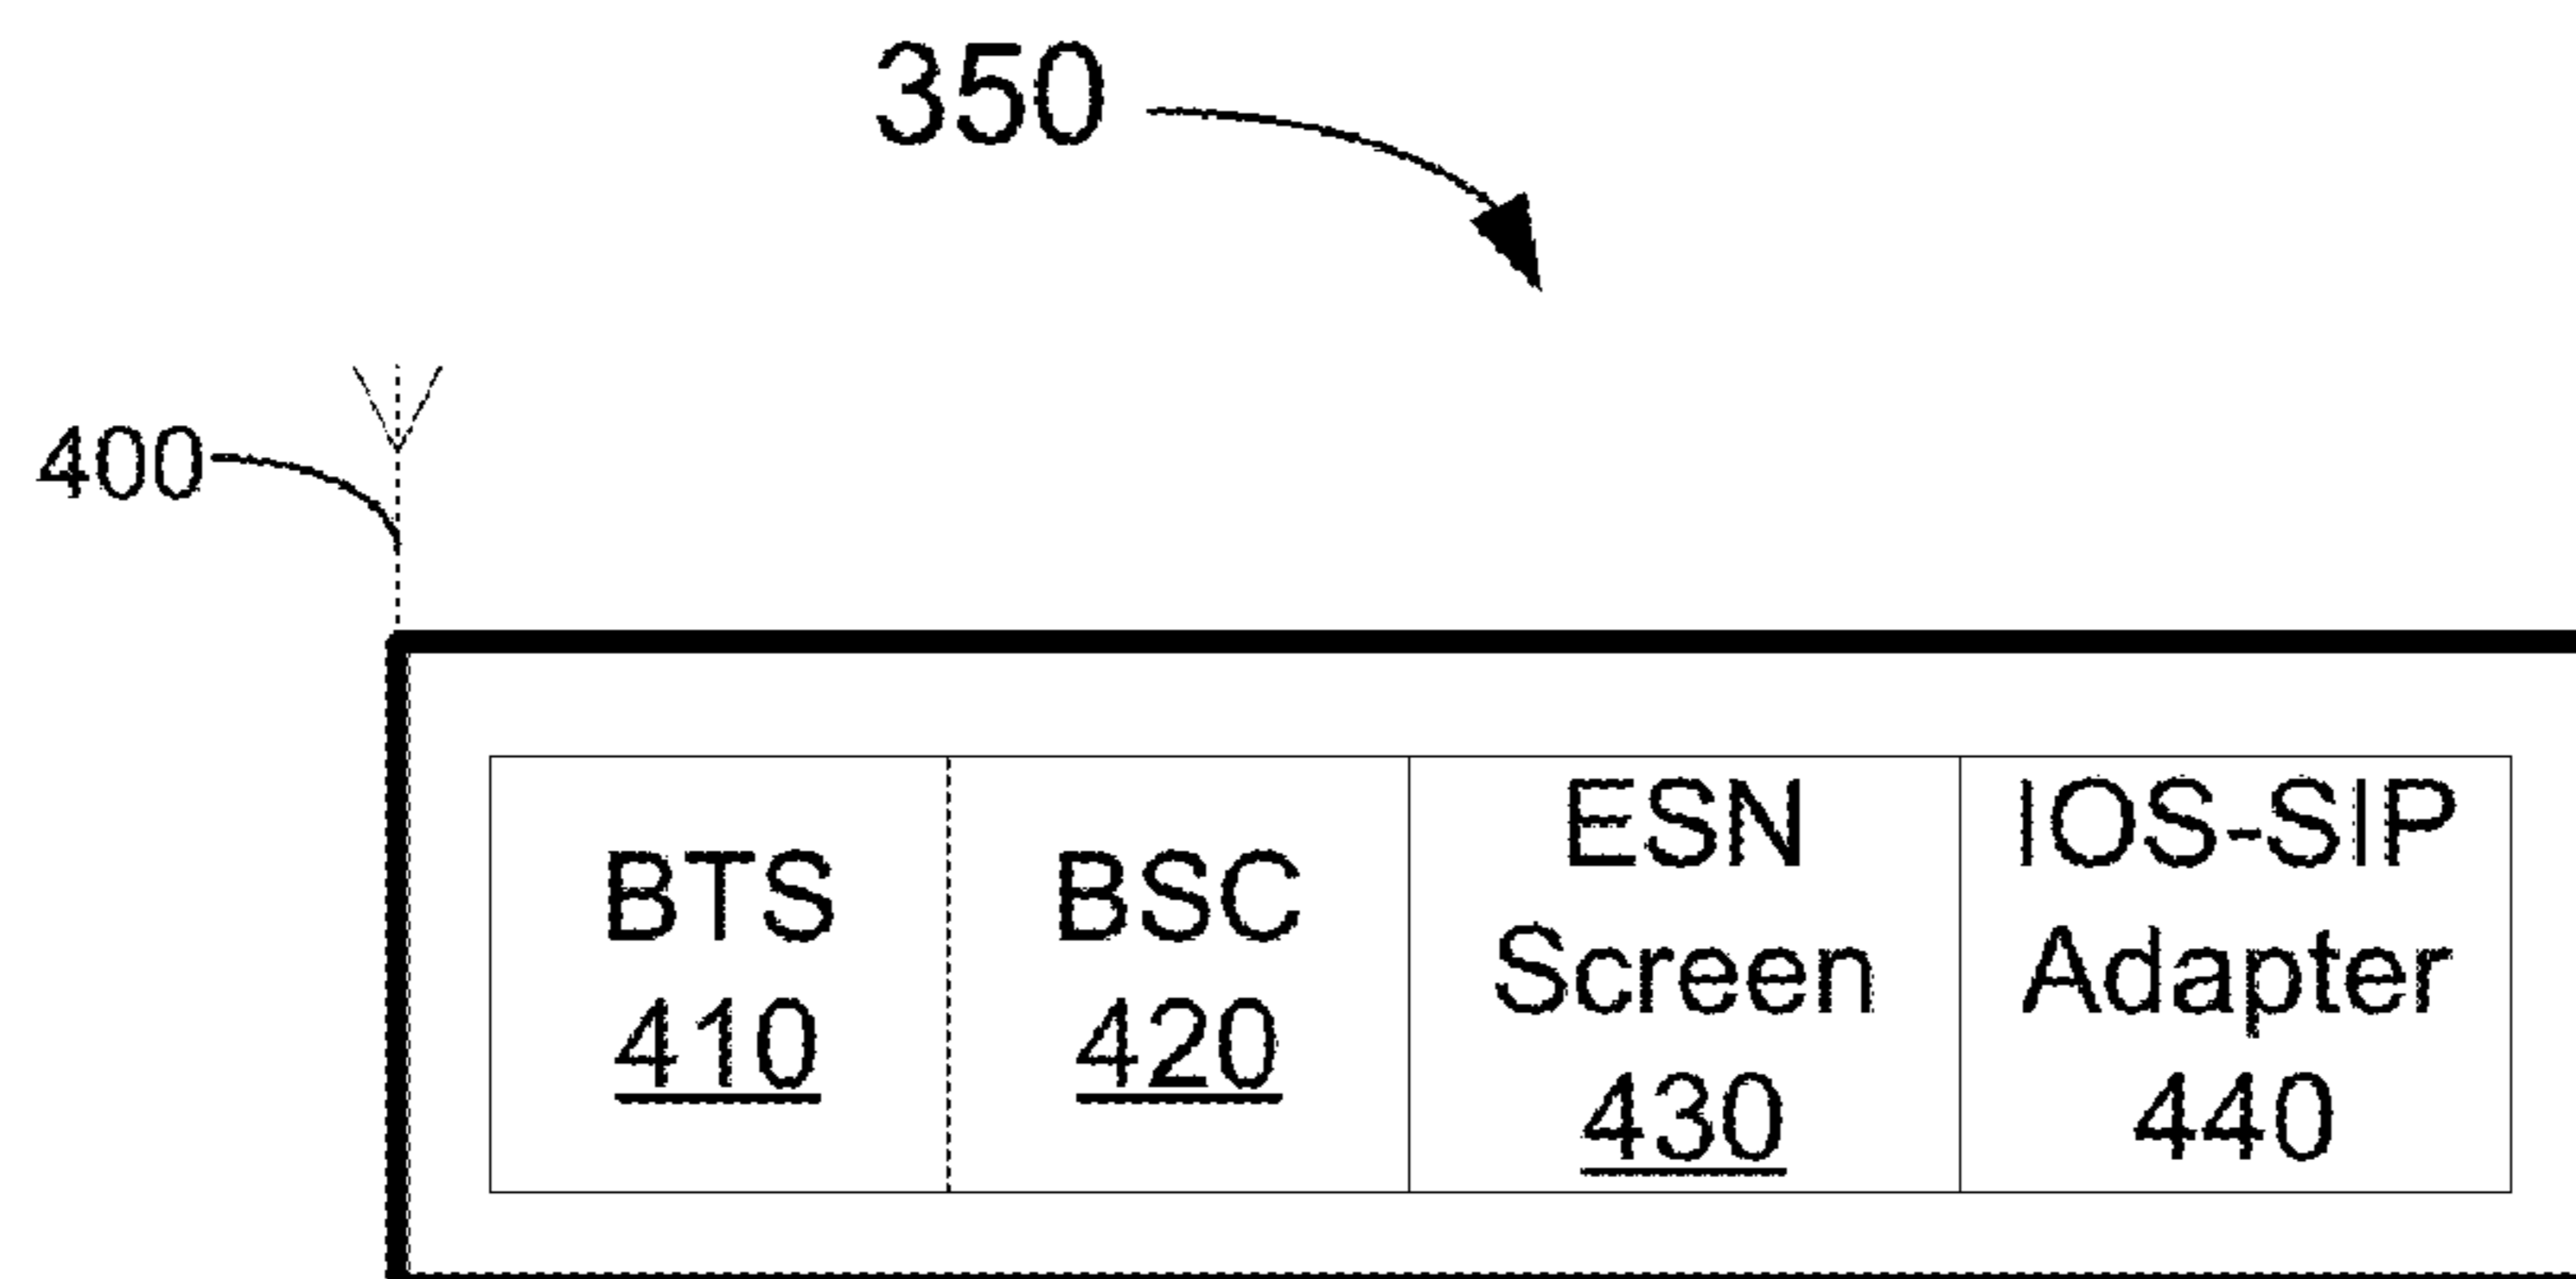 350
400
BTS
410
BSC
420
ESN
Screen
430
IOS-SIP
Adapter
440